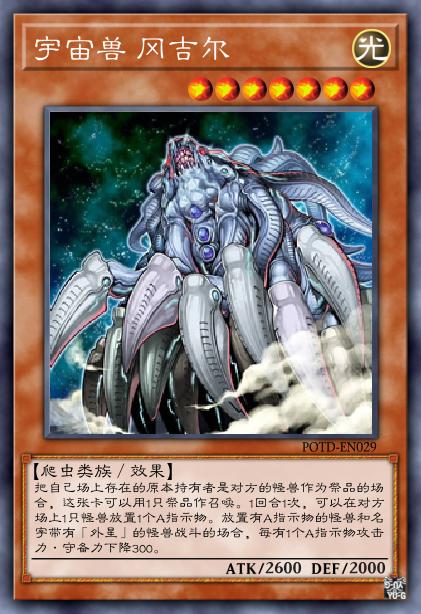 宇宙兽 冈吉尔
光
POTD-EN029
【爬虫类族／效果】
把自己场上存在的原本持有者是对方的怪兽作为祭品的场
合，这张卡可以用1只祭品作召唤。1回合1次，可以在对方
场上1只怪兽放置1个A指示物。放置有A指示物的怪兽和名
字带有「外星」的怪兽战斗的场合，每有1个A指示物攻击
力·守备力下降300。
ATK/2600 DEF/2000